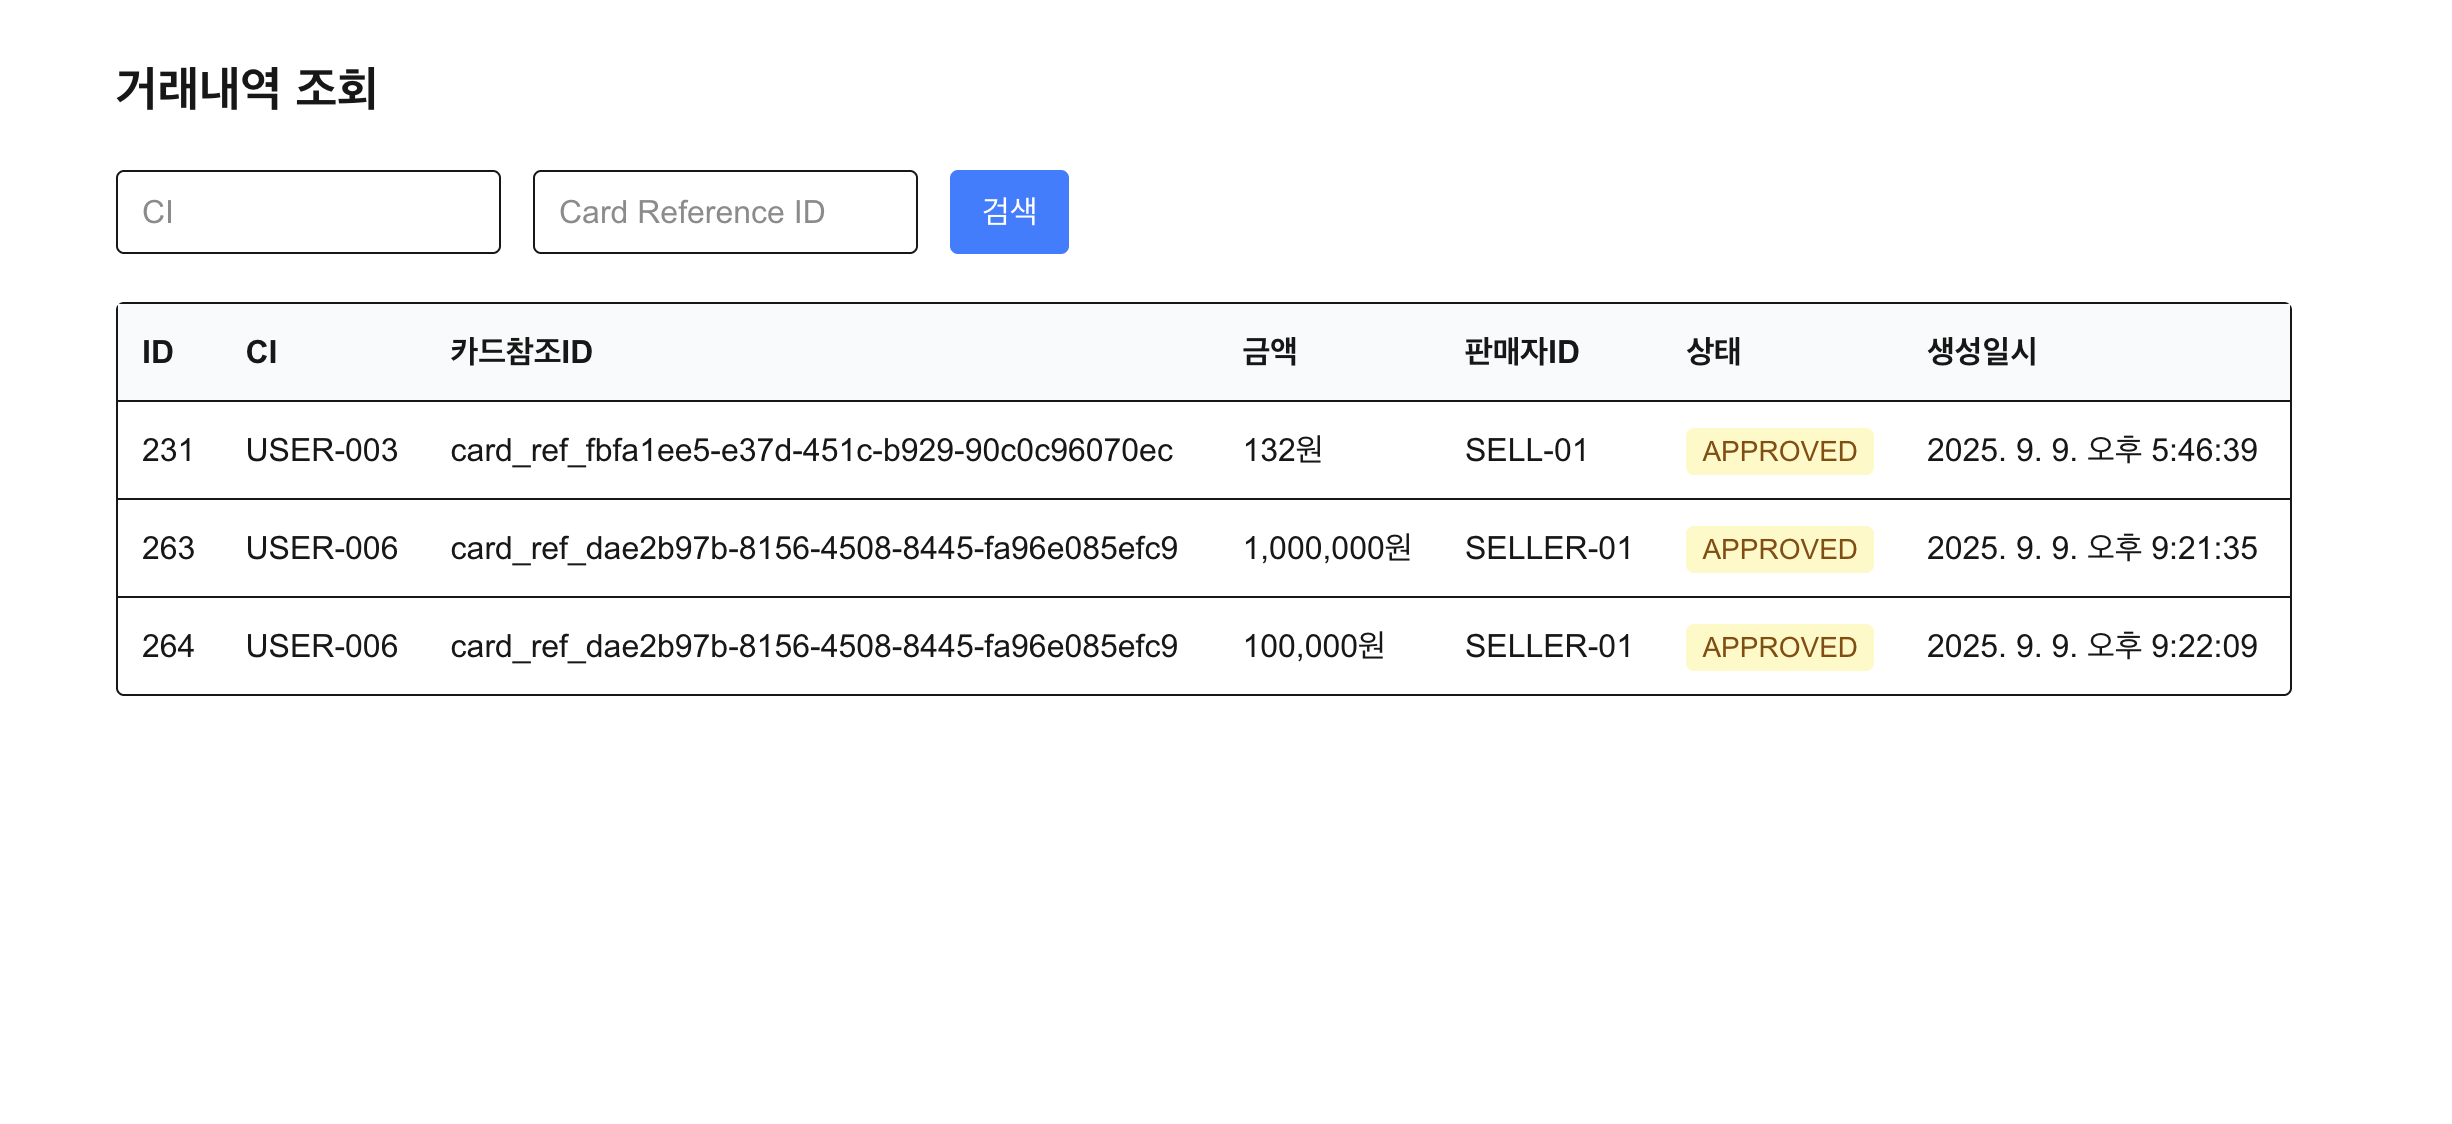 거래내역 조회
CI Card Reference ID 검색
ID CI 카드참조ID 금액 판매자ID 상태 생성일시
231 USER-003 card_ref_fbfa1ee5-e37d-451c-b929-90c0c96070ec 132원 SELL-01 APPROVED 2025. 9. 9. 오후 5:46:39
263 USER-006 card_ref_dae2b97b-8156-4508-8445-fa96e085efc9 1,000,000원 SELLER-01 APPROVED 2025. 9. 9. 오후 9:21:35
264 USER-006 card_ref_dae2b97b-8156-4508-8445-fa96e085efc9 100,000원 SELLER-01 APPROVED 2025. 9. 9. 오후 9:22:09